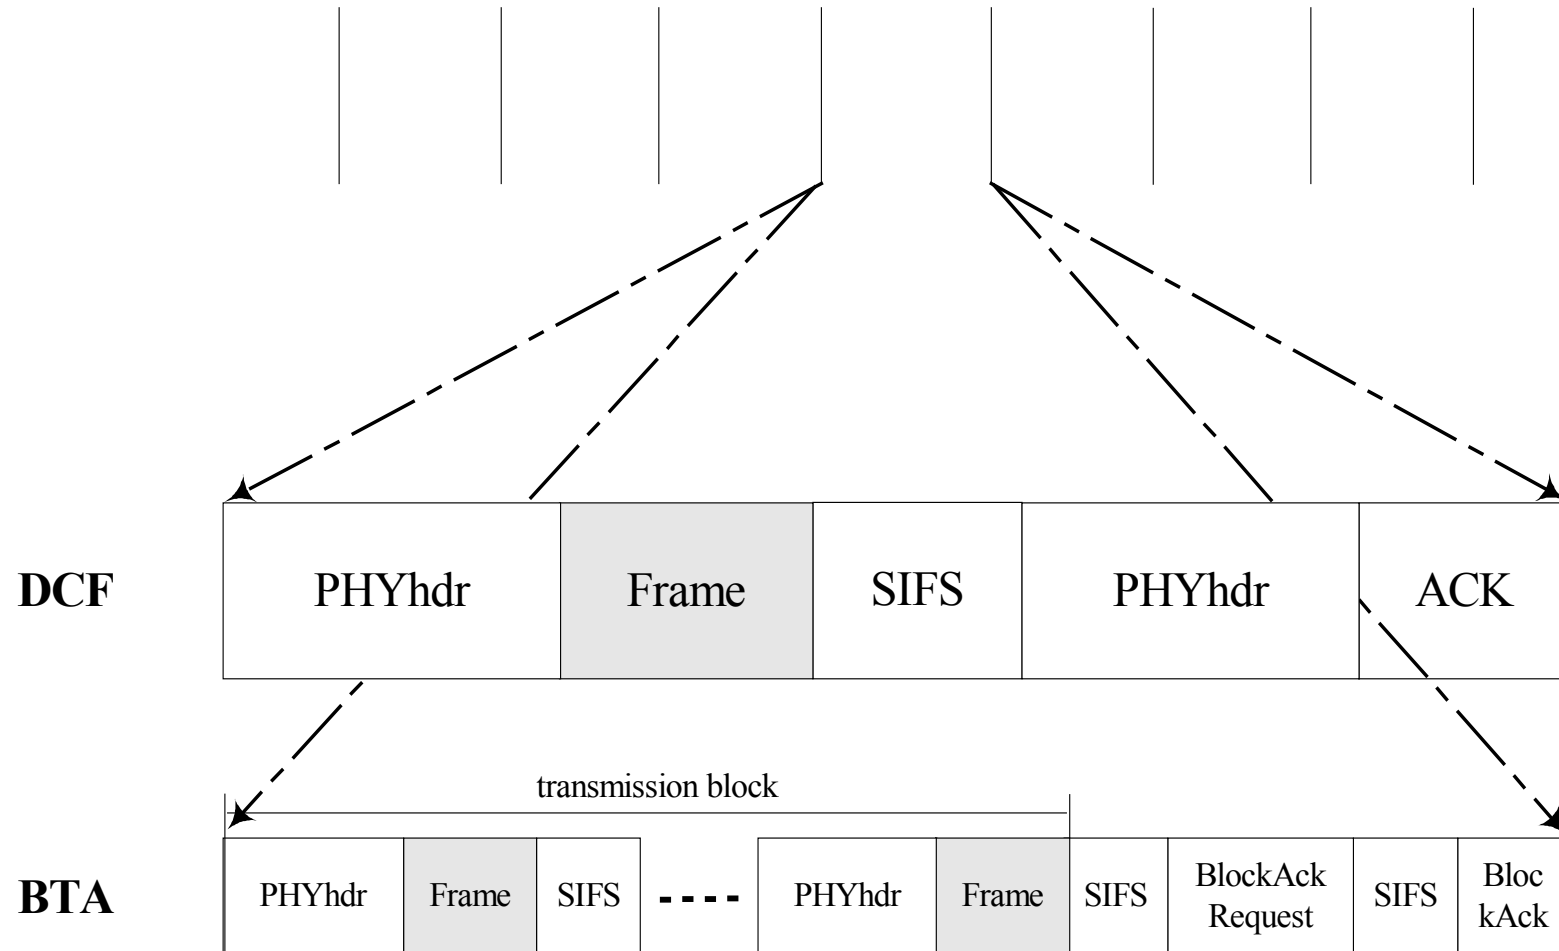 DCF
PHYhdr
Frame
SIFS
PHYhdr
ACK
transmission block
BTA
PHYhdr
Frame
SIFS
PHYhdr
Frame
SIFS
BlockAck
Request
SIFS
Bloc
kAck